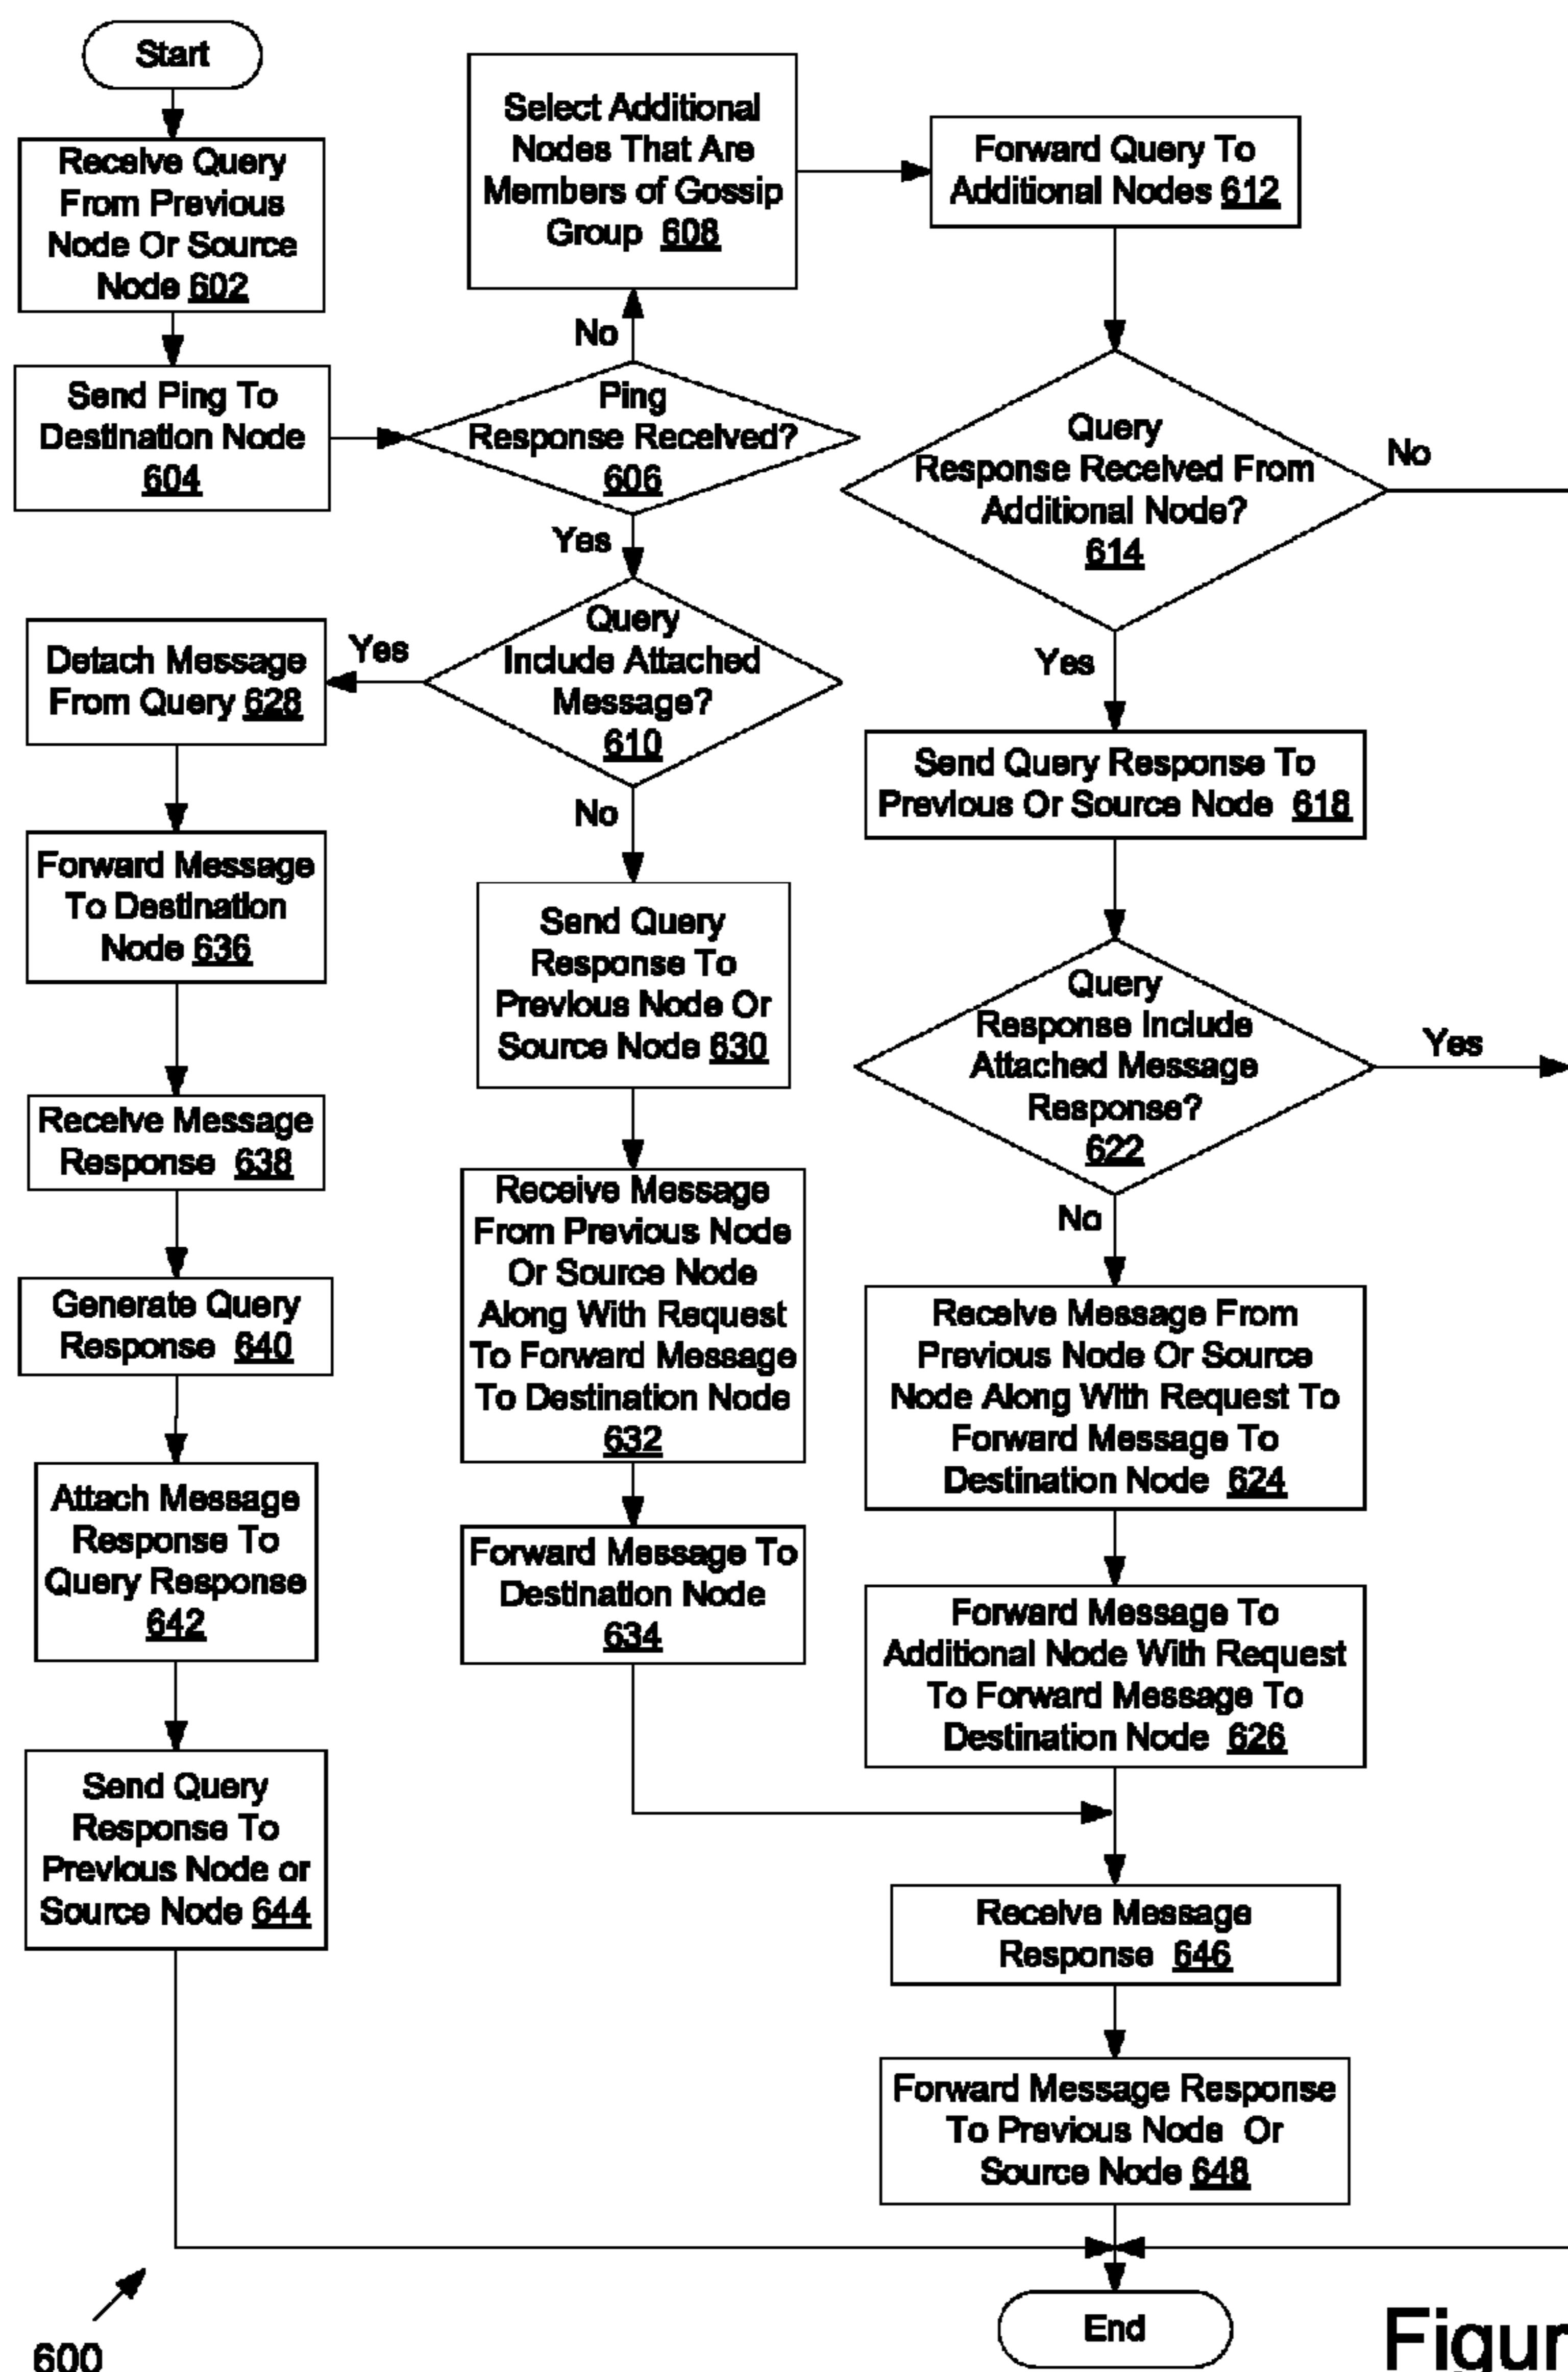 Start
Receive Query
From Previous
Node Or Source
Node 602
Send Ping To
Destination Node
604
Select Additional
Nodes That Are
Members of Gossip
Group 608
No
Ping
Response Received?
606
Yes
Forward Query To
Additional Nodes 612
Query
Response Received From
Additional Node?
614
No
Yes
Query
Include Attached
Message?
610
Yes
No
Detach Message
From Query 628
Forward Message
To Destination
Node 636
Receive Message
Response 638
Generate Query
Response 640
Attach Message
Response To
Query Response
642
Send Query
Response To
Previous Node or
Source Node 644
Send Query
Response To
Previous Node Or
Source Node 630
Receive Message
From Previous Node
Or Source Node
Along With Request
To Forward Message
To Destination Node
632
Forward Message To
Destination Node
634
Send Query Response To
Previous Or Source Node 618
Query
Response Include
Attached Message
Response?
622
Yes
No
Receive Message From
Previous Node Or Source
Node Along With Request To
Forward Message To
Destination Node 624
Forward Message To
Additional Node With Request
To Forward Message To
Destination Node 626
Receive Message
Response 646
Forward Message Response
To Previous Node Or
Source Node 648
End
600
Figur